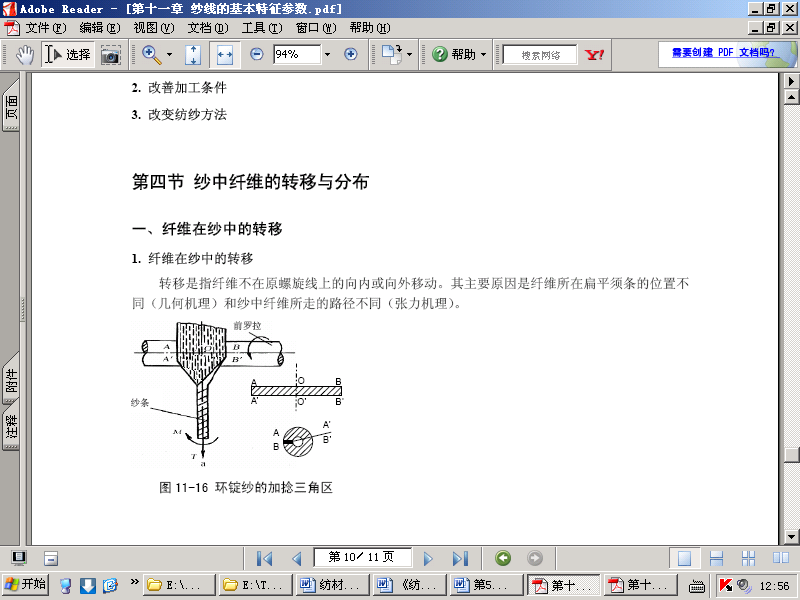 Adobe Reader - [第十一章 纱线的基本特征参数.pdf]
文件(F) 编辑(E) 视图(V) 文档(D) 工具(T) 窗口(W) 帮助(H)
选择 94% 帮助 搜索网络 Y! 需要创建 PDF 文档吗?
页面
附件
注释
2. 改善加工条件
3. 改变纺纱方法
第四节 纱中纤维的转移与分布
一、纤维在纱中的转移
1. 纤维在纱中的转移
转移是指纤维不在原螺旋线上的向内或向外移动。其主要原因是纤维所在扁平须条的位置不
同（几何机理）和纱中纤维所走的路径不同（张力机理）。
前罗拉
A O B
A' B'
A O B
A' O' B'
纱条
M
T
a
A A'
B B'
图 11-16 环锭纱的加捻三角区
第 10/ 11 页
开始 » E:\... E:\T... 纺材... 《纺... 第5... 第十... 第十... 12:56